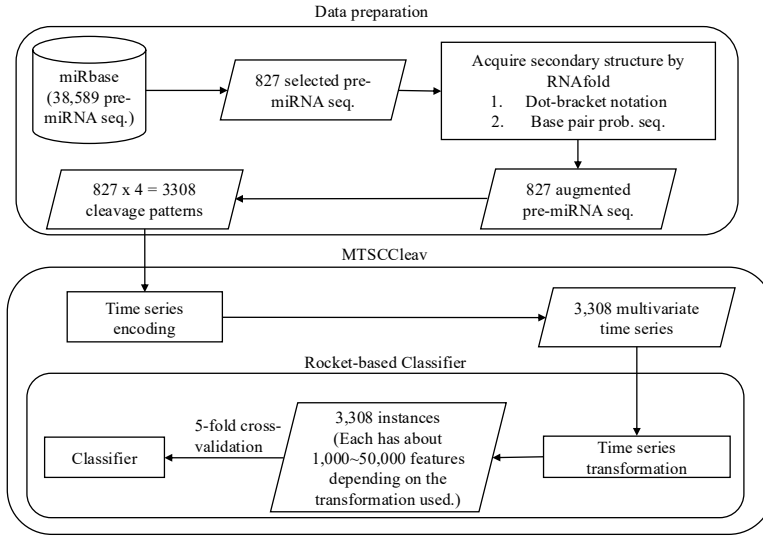 Data preparation
miRbase
(38,589 pre-
miRNA seq.)
827 selected pre-
miRNA seq.
Acquire secondary structure by
RNAfold
1. Dot-bracket notation
2. Base pair prob. seq.
827 x 4 = 3308
cleavage patterns
827 augmented
pre-miRNA seq.
MTSCCleav
Time series
encoding
3,308 multivariate
time series
Rocket-based Classifier
Classifier
5-fold cross-
validation
3,308 instances
(Each has about
1,000~50,000 features
depending on the
transformation used.)
Time series
transformation